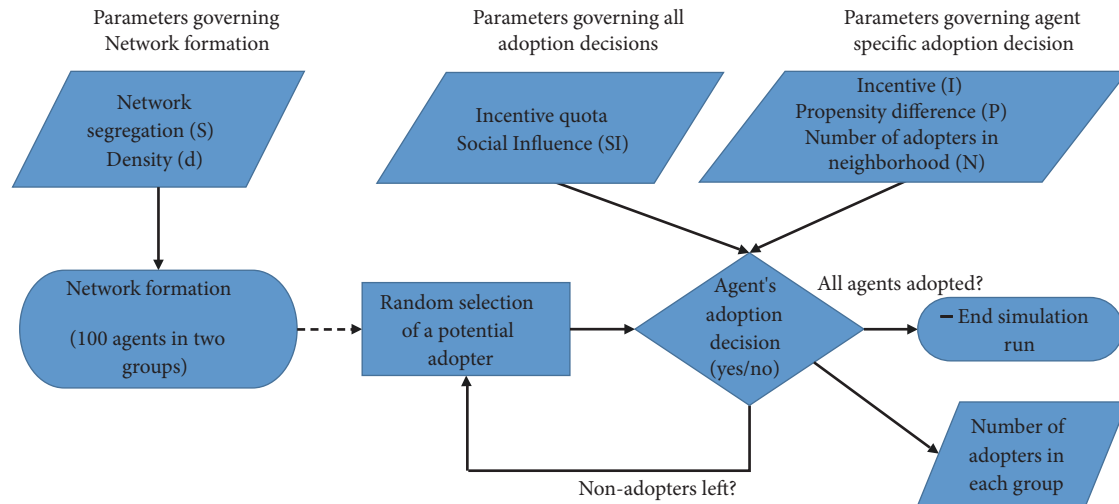 Parameters governing
Network formation
Parameters governing all
adoption decisions
Parameters governing agent
specific adoption decision
Network
segregation (S)
Density (d)
Incentive quota
Social Influence (SI)
Incentive (I)
Propensity difference (P)
Number of adopters in
neighborhood (N)
Network formation
(100 agents in two
groups)
Random selection
of a potential
adopter
Agent's
adoption
decision
(yes/no)
All agents adopted?
– End simulation
run
Number of
adopters in
each group
Non-adopters left?